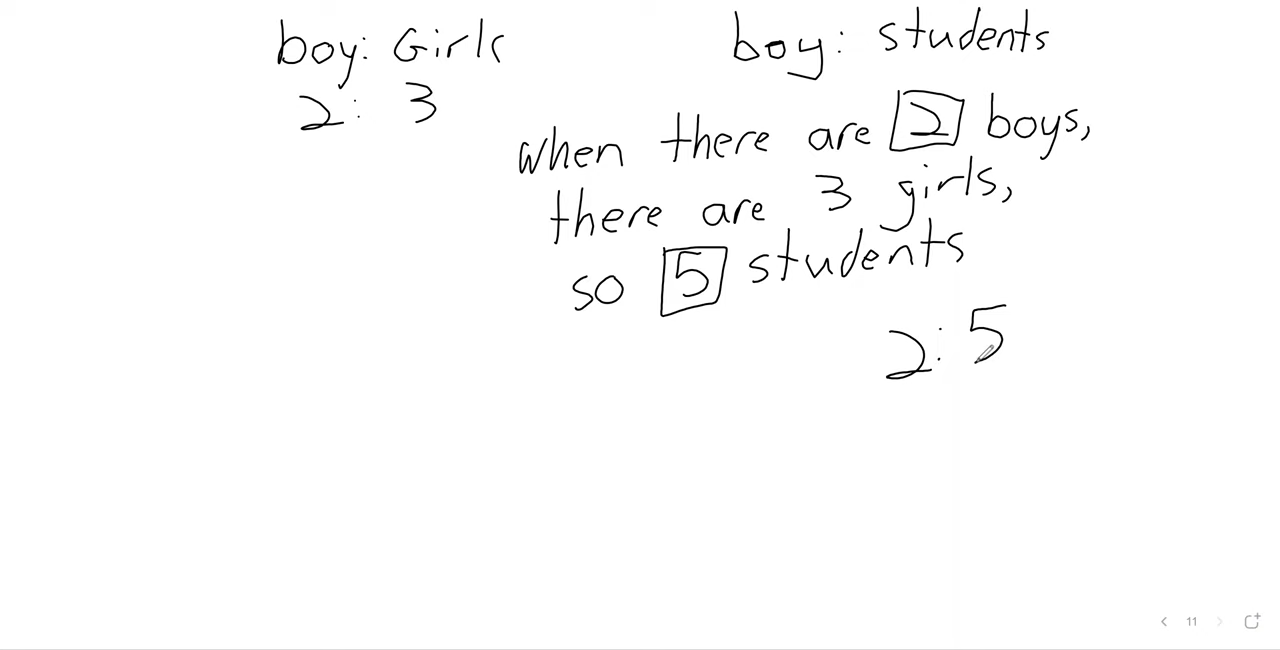 boy: Girls
2: 3
boy: students
when there are 2 boys,
there are 3 girls,
so 5 students
2: 5
11